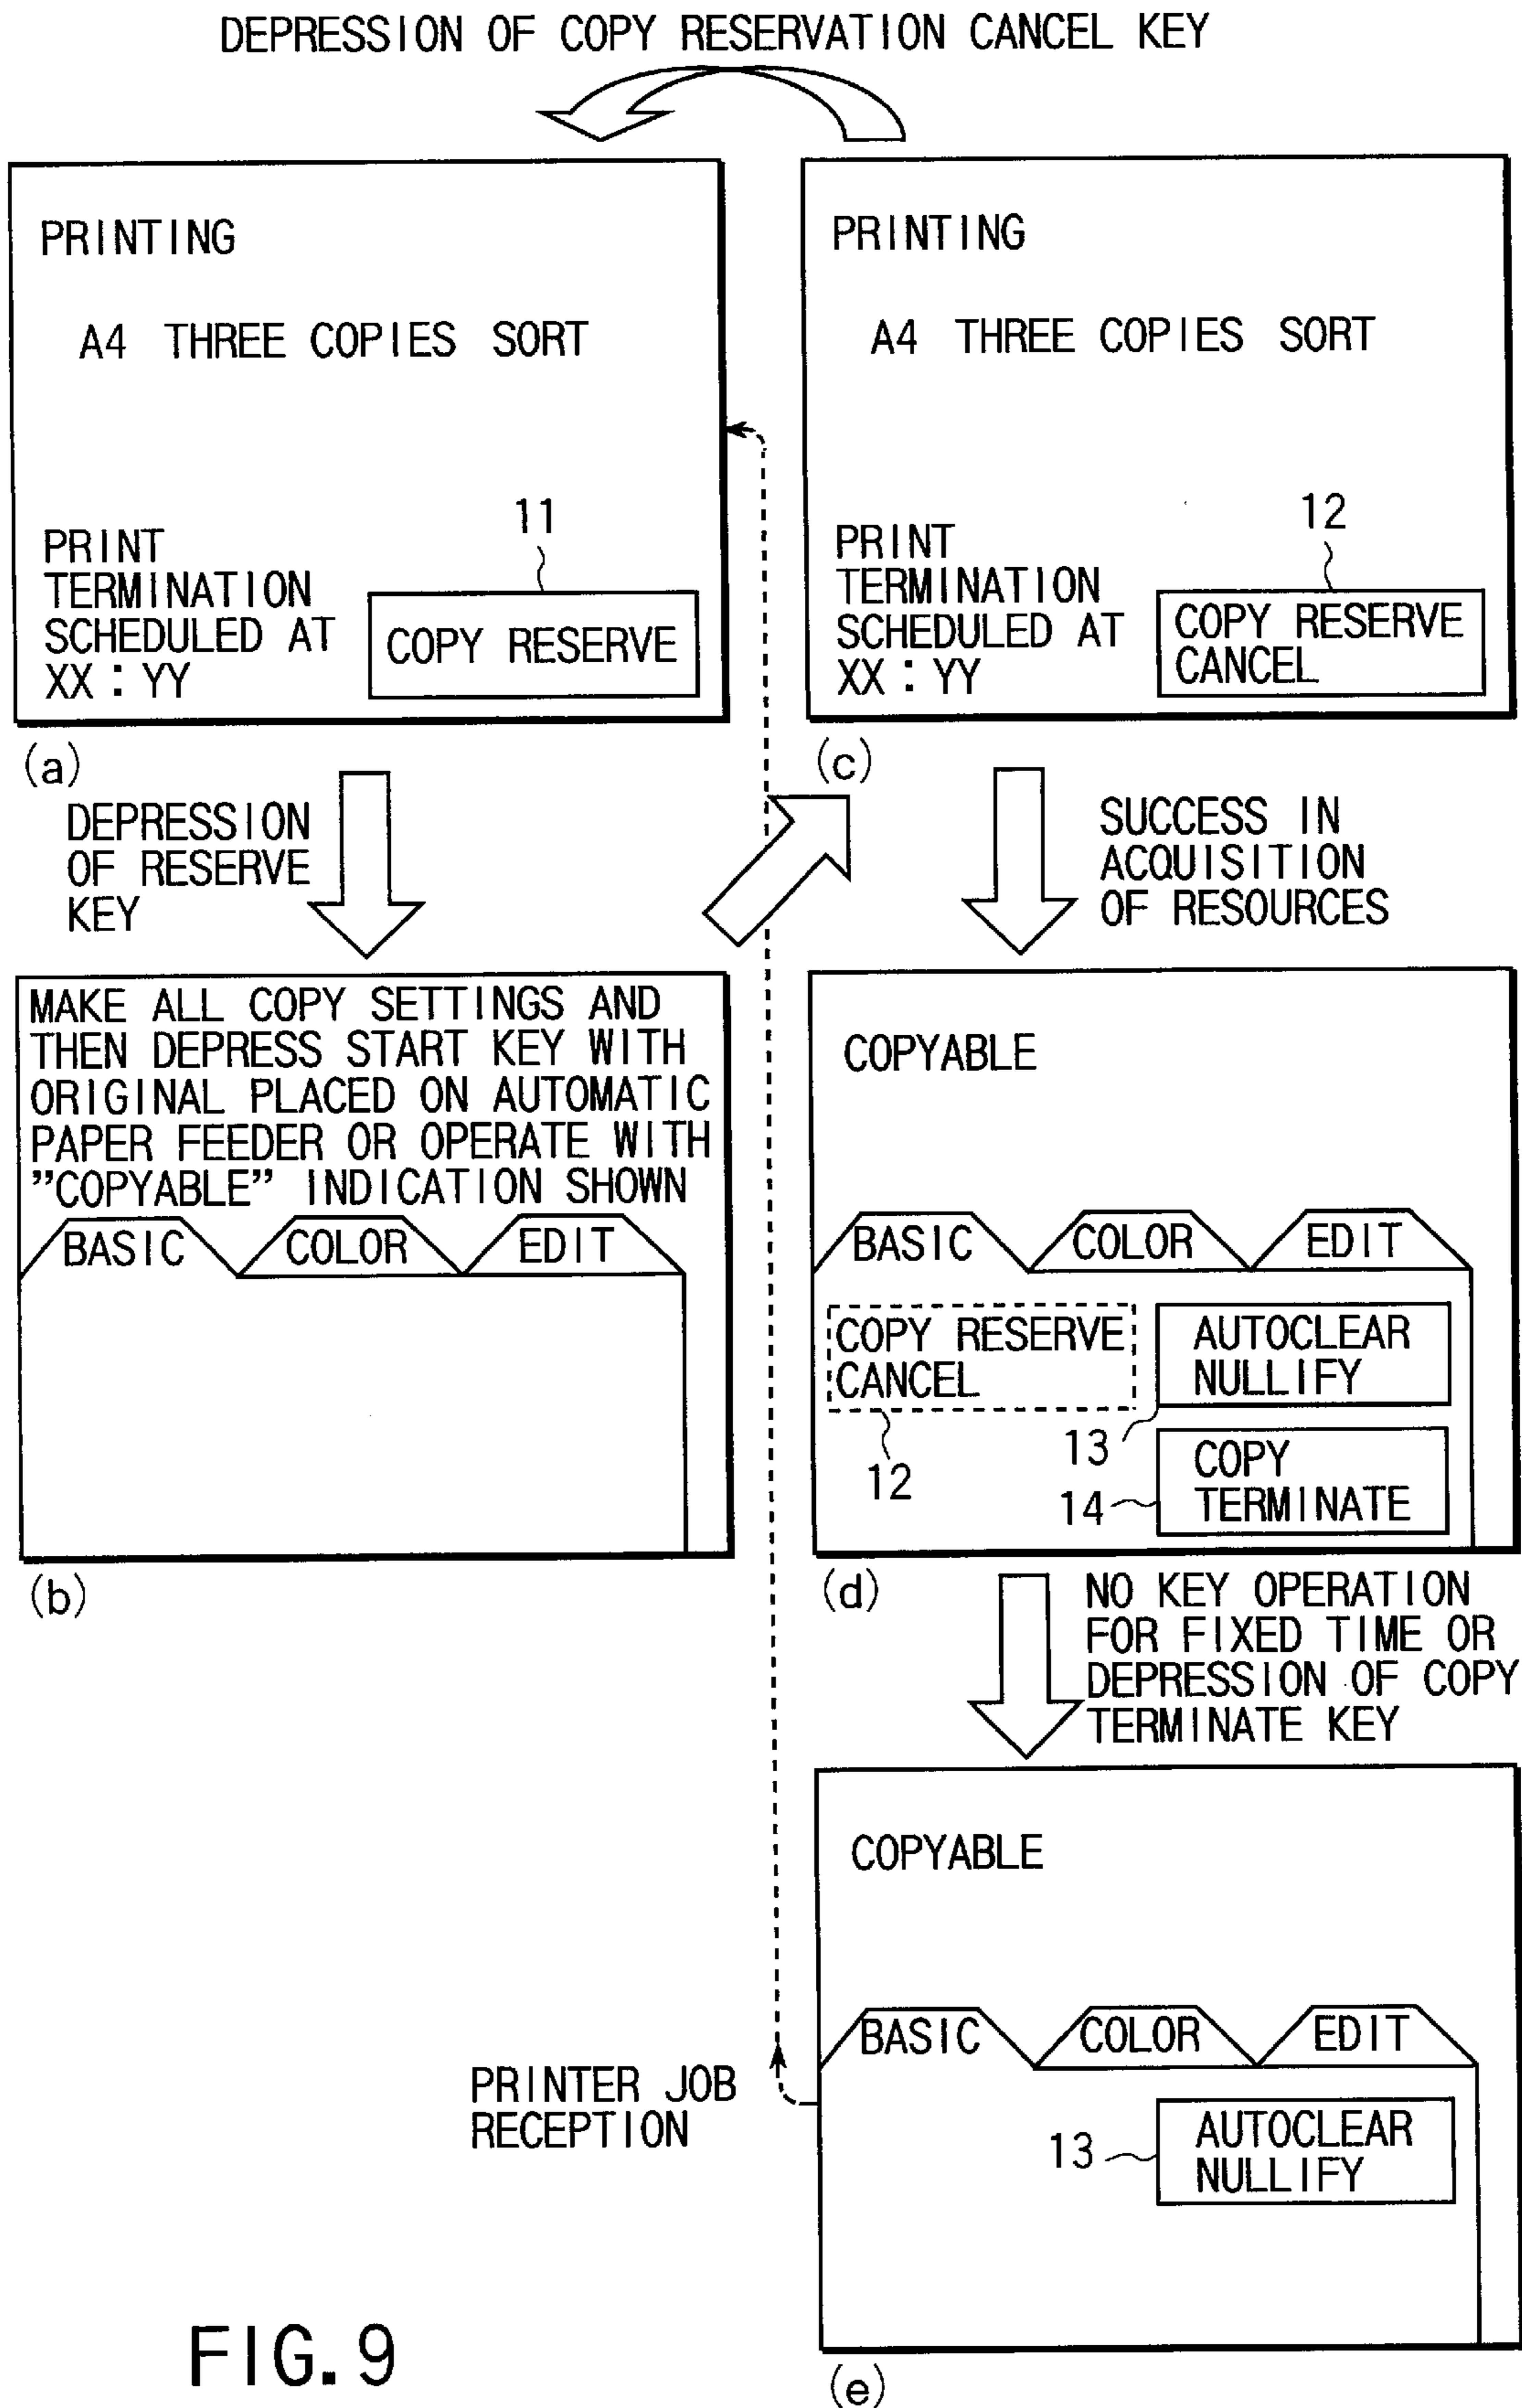 DEPRESSION OF COPY RESERVATION CANCEL KEY
PRINTING
A4 THREE COPIES SORT
PRINT
TERMINATION
SCHEDULED AT
XX : YY
11
COPY RESERVE
(a)
PRINTING
A4 THREE COPIES SORT
PRINT
TERMINATION
SCHEDULED AT
XX : YY
12
COPY RESERVE
CANCEL
(c)
DEPRESSION
OF RESERVE
KEY
SUCCESS IN
ACQUISITION
OF RESOURCES
MAKE ALL COPY SETTINGS AND
THEN DEPRESS START KEY WITH
ORIGINAL PLACED ON AUTOMATIC
PAPER FEEDER OR OPERATE WITH
"COPYABLE" INDICATION SHOWN
BASIC COLOR EDIT
(b)
COPYABLE
BASIC COLOR EDIT
COPY RESERVE
CANCEL
12
AUTOCLEAR
NULLIFY
13
COPY
TERMINATE
14
(d)
NO KEY OPERATION
FOR FIXED TIME OR
DEPRESSION OF COPY
TERMINATE KEY
COPYABLE
BASIC COLOR EDIT
PRINTER JOB
RECEPTION
13
AUTOCLEAR
NULLIFY
(e)
FIG. 9